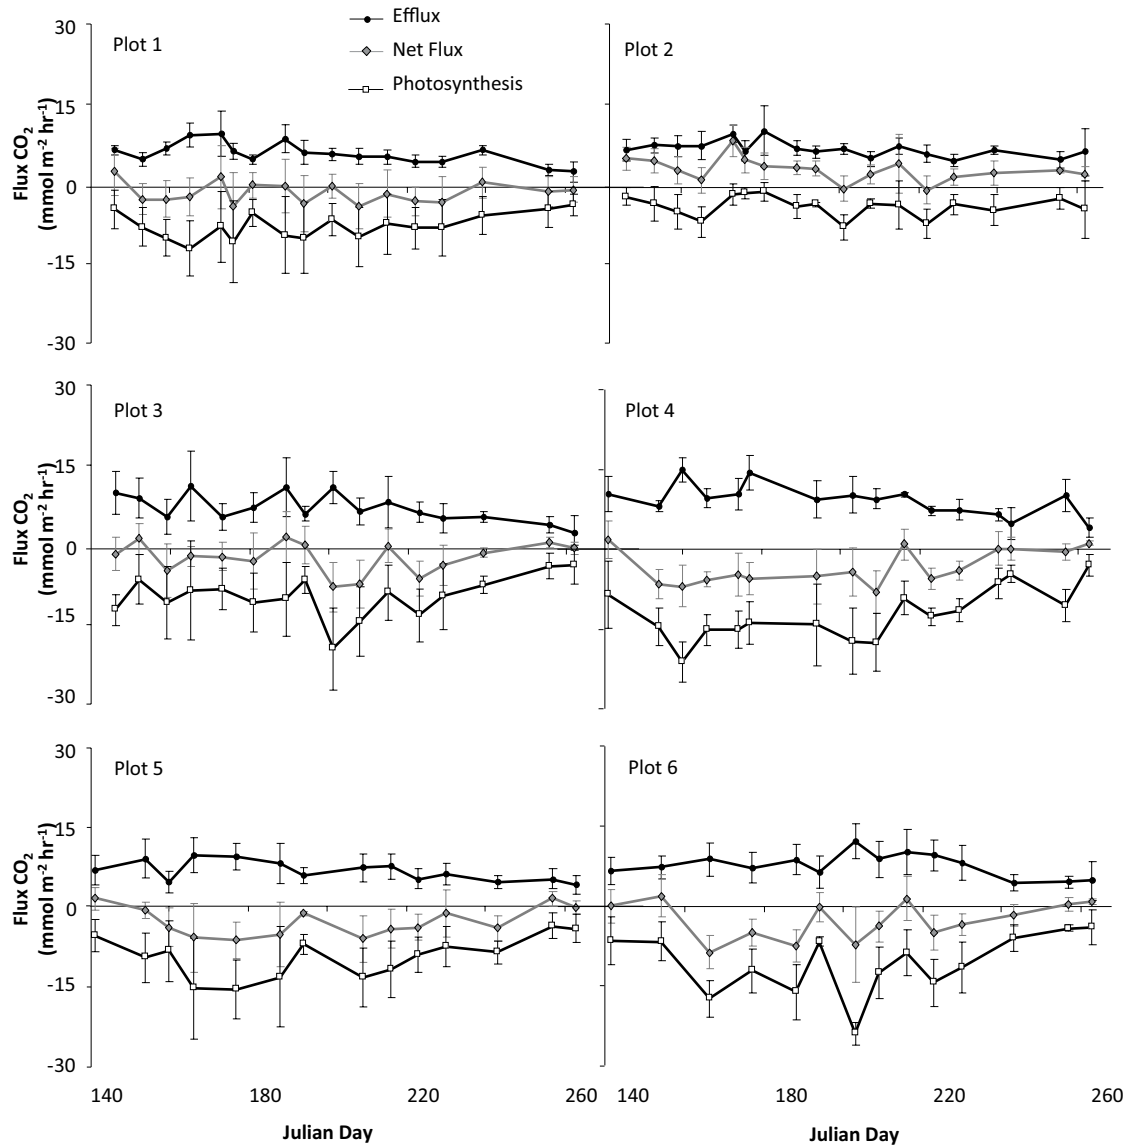 Efflux
Net Flux
Photosynthesis
Plot 1
Plot 2
30
15
0
-15
-30
Flux CO2
(mmol m-2 hr-1)
Plot 3
Plot 4
30
15
0
-15
-30
Flux CO2
(mmol m-2 hr-1)
Plot 5
Plot 6
30
15
0
-15
-30
Flux CO2
(mmol m-2 hr-1)
140 180 220 260 140 180 220 260
Julian Day
Julian Day